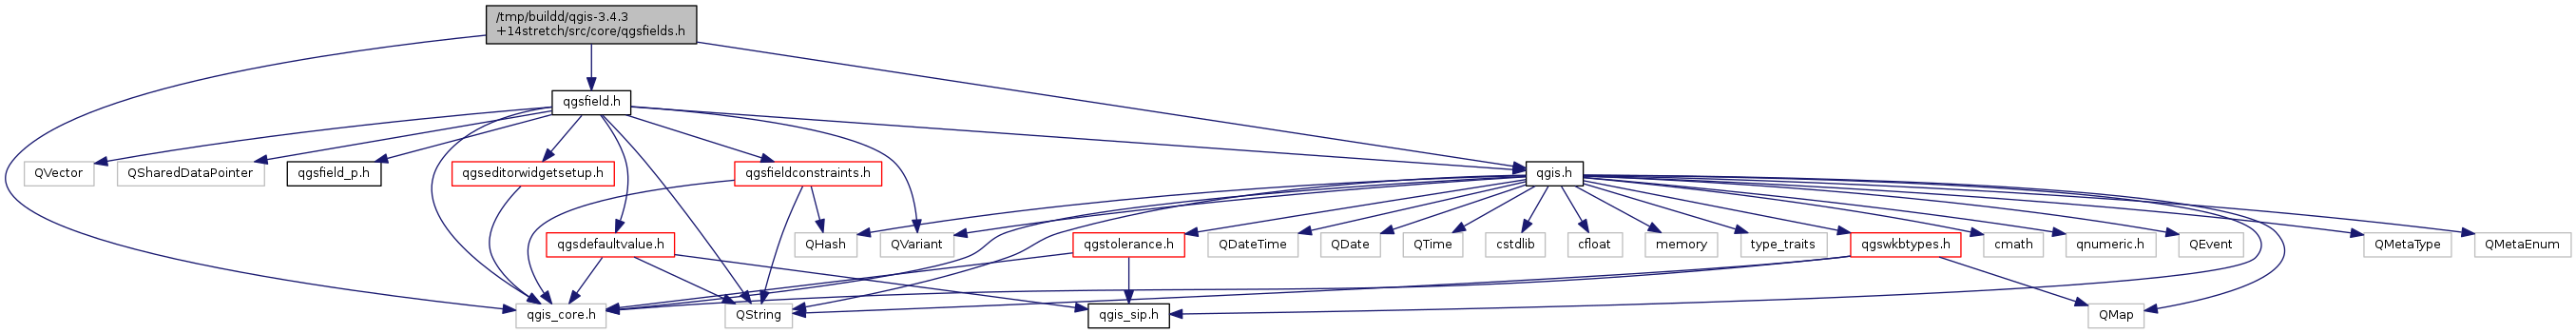 /tmp/buildd/qgis-3.4.3
+14stretch/src/core/qgsfields.h
qgsfield.h
QVector
QSharedDataPointer
qgsfield_p.h
qgseditorwidgetsetup.h
qgsfieldconstraints.h
qgis.h
qgsdefaultvalue.h
QHash
QVariant
qgstolerance.h
QDateTime
QDate
QTime
cstdlib
cfloat
memory
type_traits
qgswkbtypes.h
cmath
qnumeric.h
QEvent
QMetaType
QMetaEnum
qgis_core.h
QString
qgis_sip.h
QMap